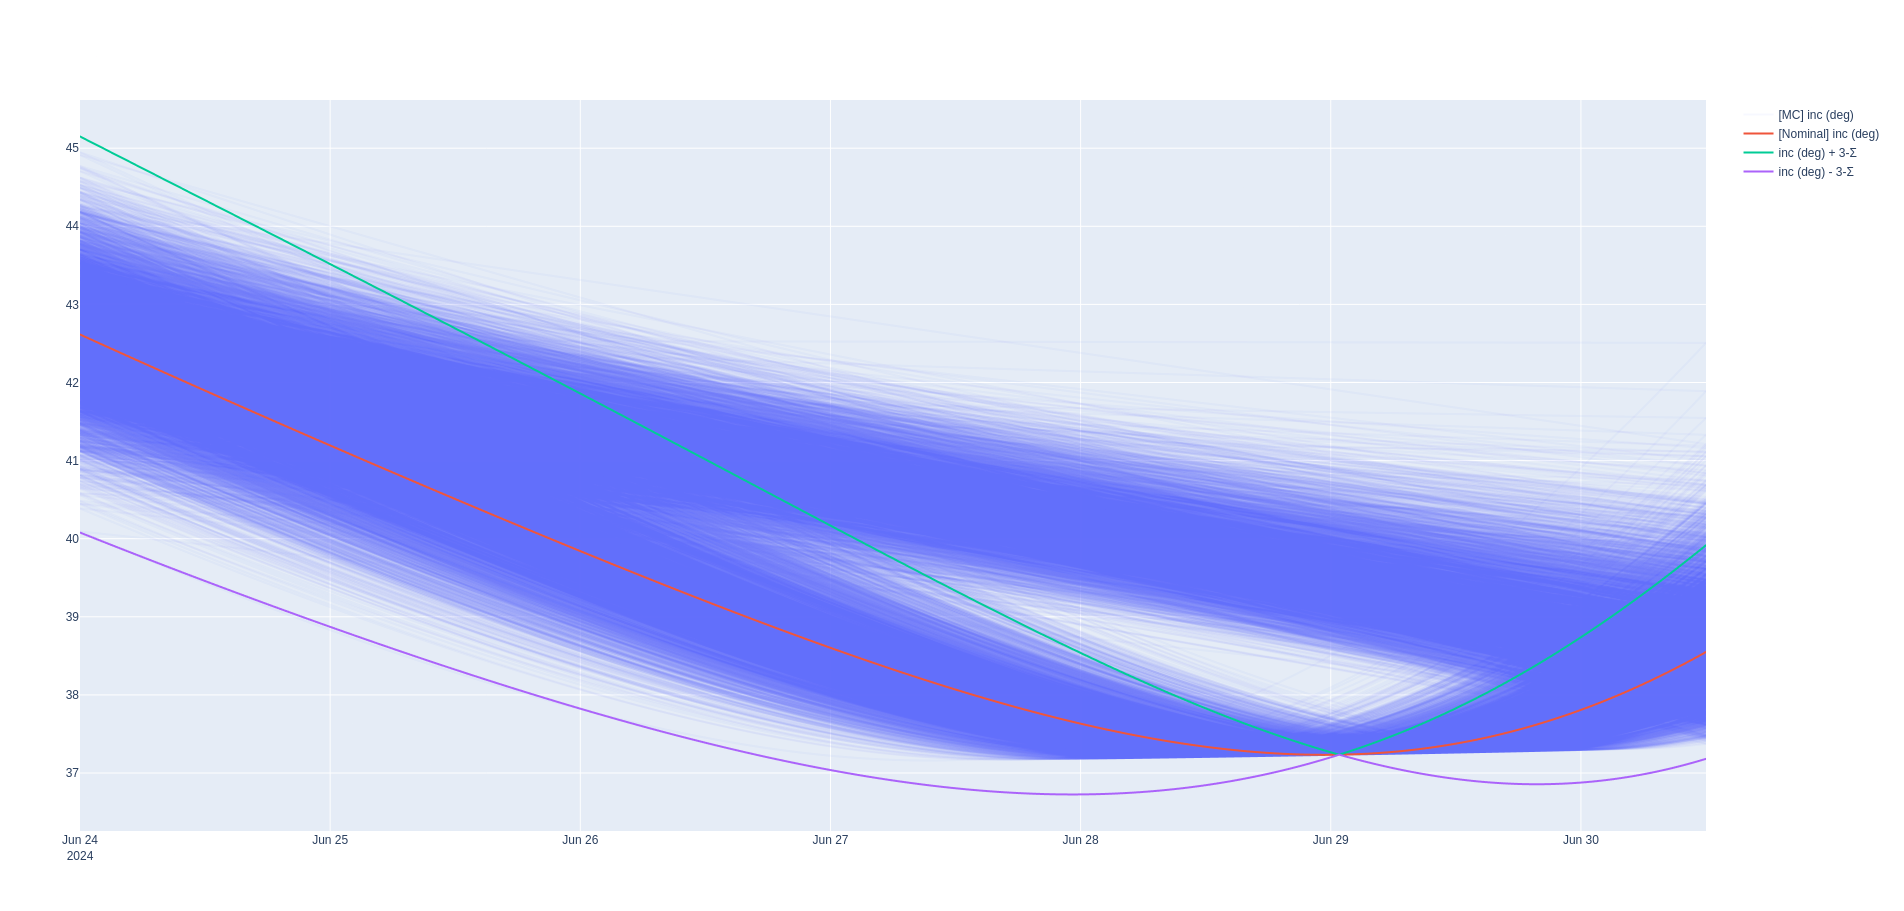 45
44
43
42
41
40
39
38
37
Jun 24
2024
Jun 25
Jun 26
Jun 27
Jun 28
Jun 29
Jun 30
[MC] inc (deg)
[Nominal] inc (deg)
inc (deg) + 3-Σ
inc (deg) - 3-Σ